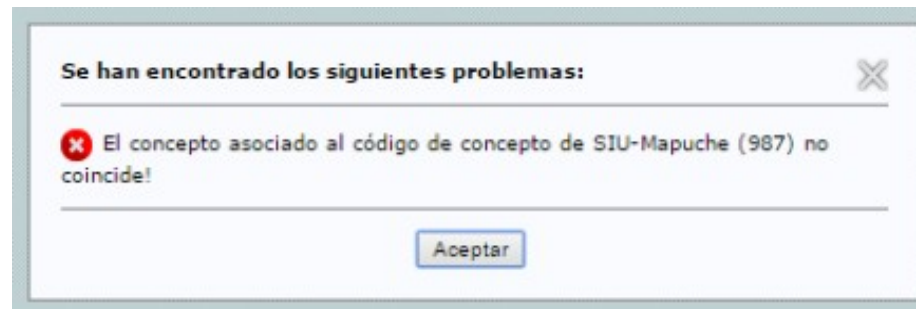 Se han encontrado los siguientes problemas:
El concepto asociado al código de concepto de SIU-Mapuche (987) no
coincide!
Aceptar